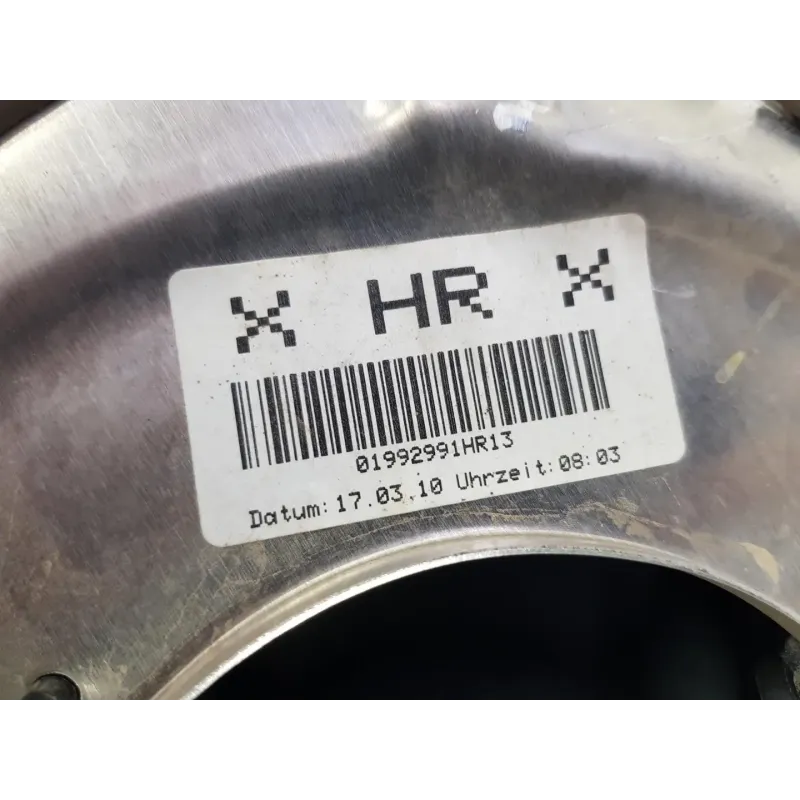 X HR X
01992991HR13
Datum: 17.03.10 Uhrzeit: 08:03